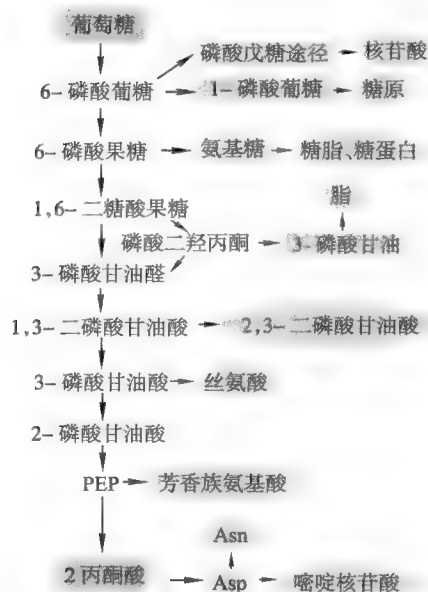 葡萄糖
磷酸戊糖途径 → 核苷酸
6-磷酸葡糖 → 1-磷酸葡糖 → 糖原
6-磷酸果糖 → 氨基糖 → 糖脂、糖蛋白
1,6-二糖酸果糖
脂
磷酸二羟丙酮 → 3-磷酸甘油
3-磷酸甘油醛
1,3-二磷酸甘油酸 → 2,3-二磷酸甘油酸
3-磷酸甘油酸 → 丝氨酸
2-磷酸甘油酸
PEP → 芳香族氨基酸
Asn
2丙酮酸 → Asp → 嘧啶核苷酸